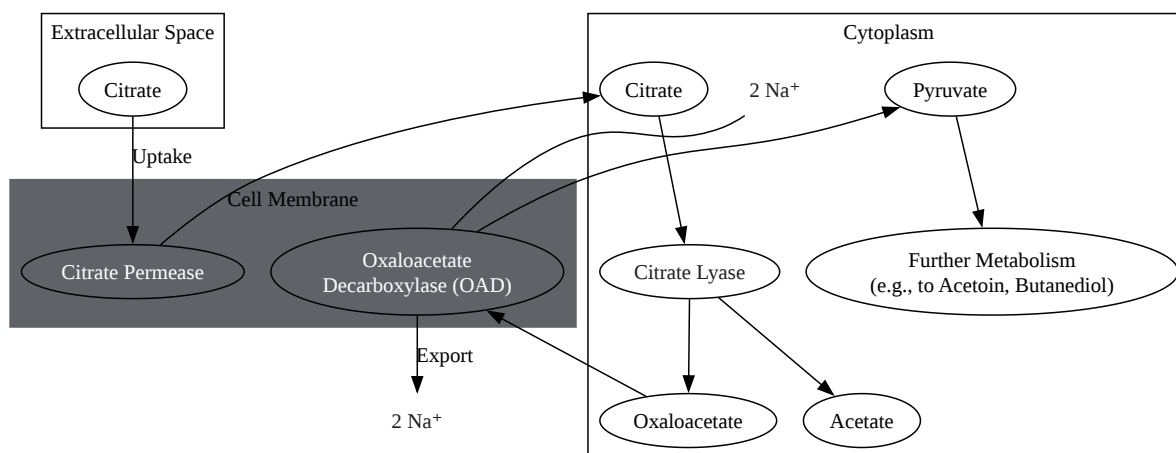 Extracellular Space
Citrate
Uptake
Cell Membrane
Citrate Permease
Oxaloacetate
Decarboxylase (OAD)
Export
2 Na⁺
Cytoplasm
Citrate
2 Na⁺
Pyruvate
Citrate Lyase
Further Metabolism
(e.g., to Acetoin, Butanediol)
Oxaloacetate
Acetate